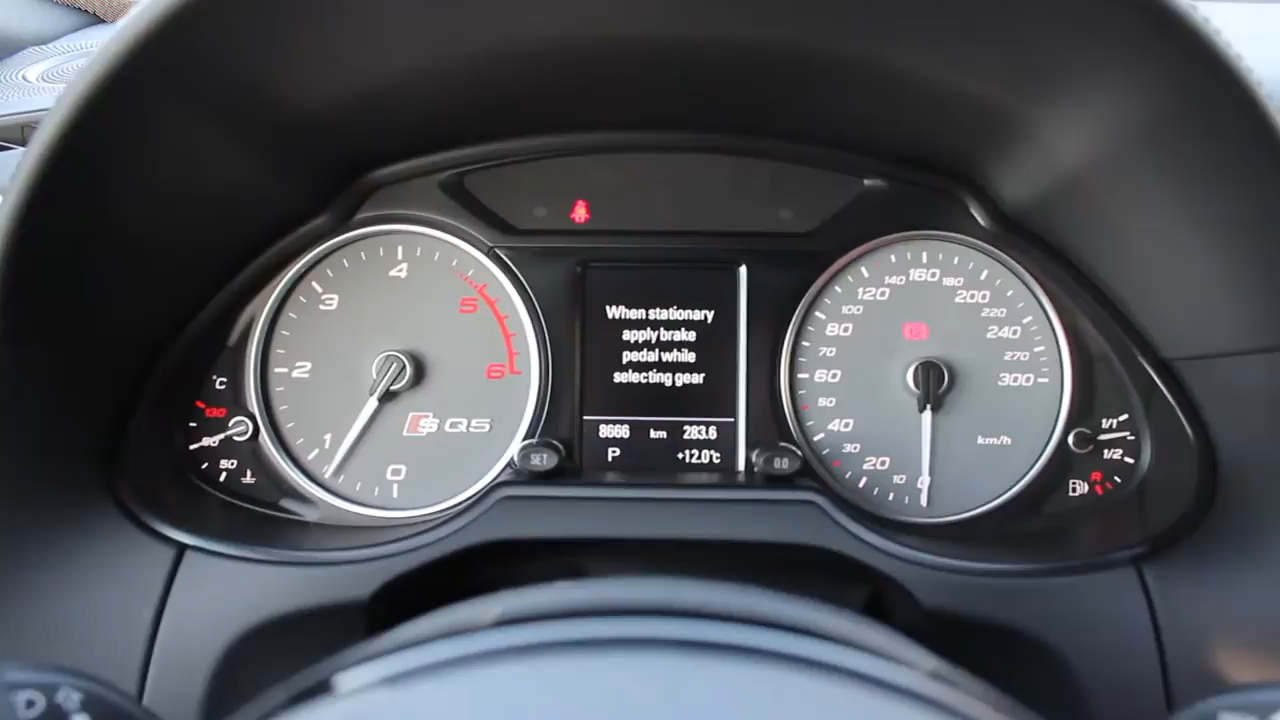 When stationary
apply brake
pedal while
selecting gear
8666 km 283.6
P +12.0°c
0
1
2
3
4
5
6
SQ5
°C
130
90
50
SET
0.0
0
10
20
30
40
50
60
70
80
100
120
140
160
180
200
220
240
270
300
km/h
1/1
1/2
R